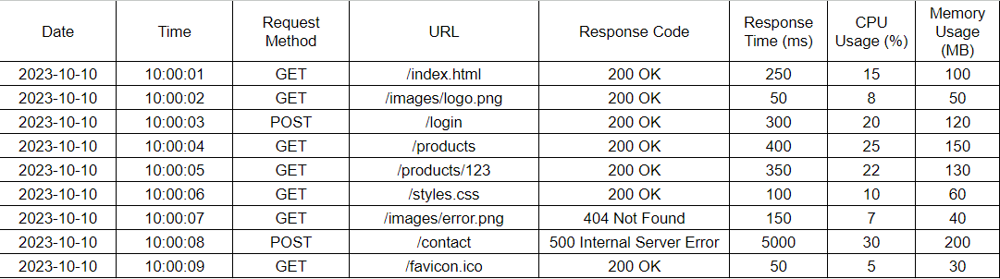 Date Time Request Method URL Response Code Response Time (ms) CPU Usage (%) Memory Usage (MB)
2023-10-10 10:00:01 GET /index.html 200 OK 250 15 100
2023-10-10 10:00:02 GET /images/logo.png 200 OK 50 8 50
2023-10-10 10:00:03 POST /login 200 OK 300 20 120
2023-10-10 10:00:04 GET /products 200 OK 400 25 150
2023-10-10 10:00:05 GET /products/123 200 OK 350 22 130
2023-10-10 10:00:06 GET /styles.css 200 OK 100 10 60
2023-10-10 10:00:07 GET /images/error.png 404 Not Found 150 7 40
2023-10-10 10:00:08 POST /contact 500 Internal Server Error 5000 30 200
2023-10-10 10:00:09 GET /favicon.ico 200 OK 50 5 30